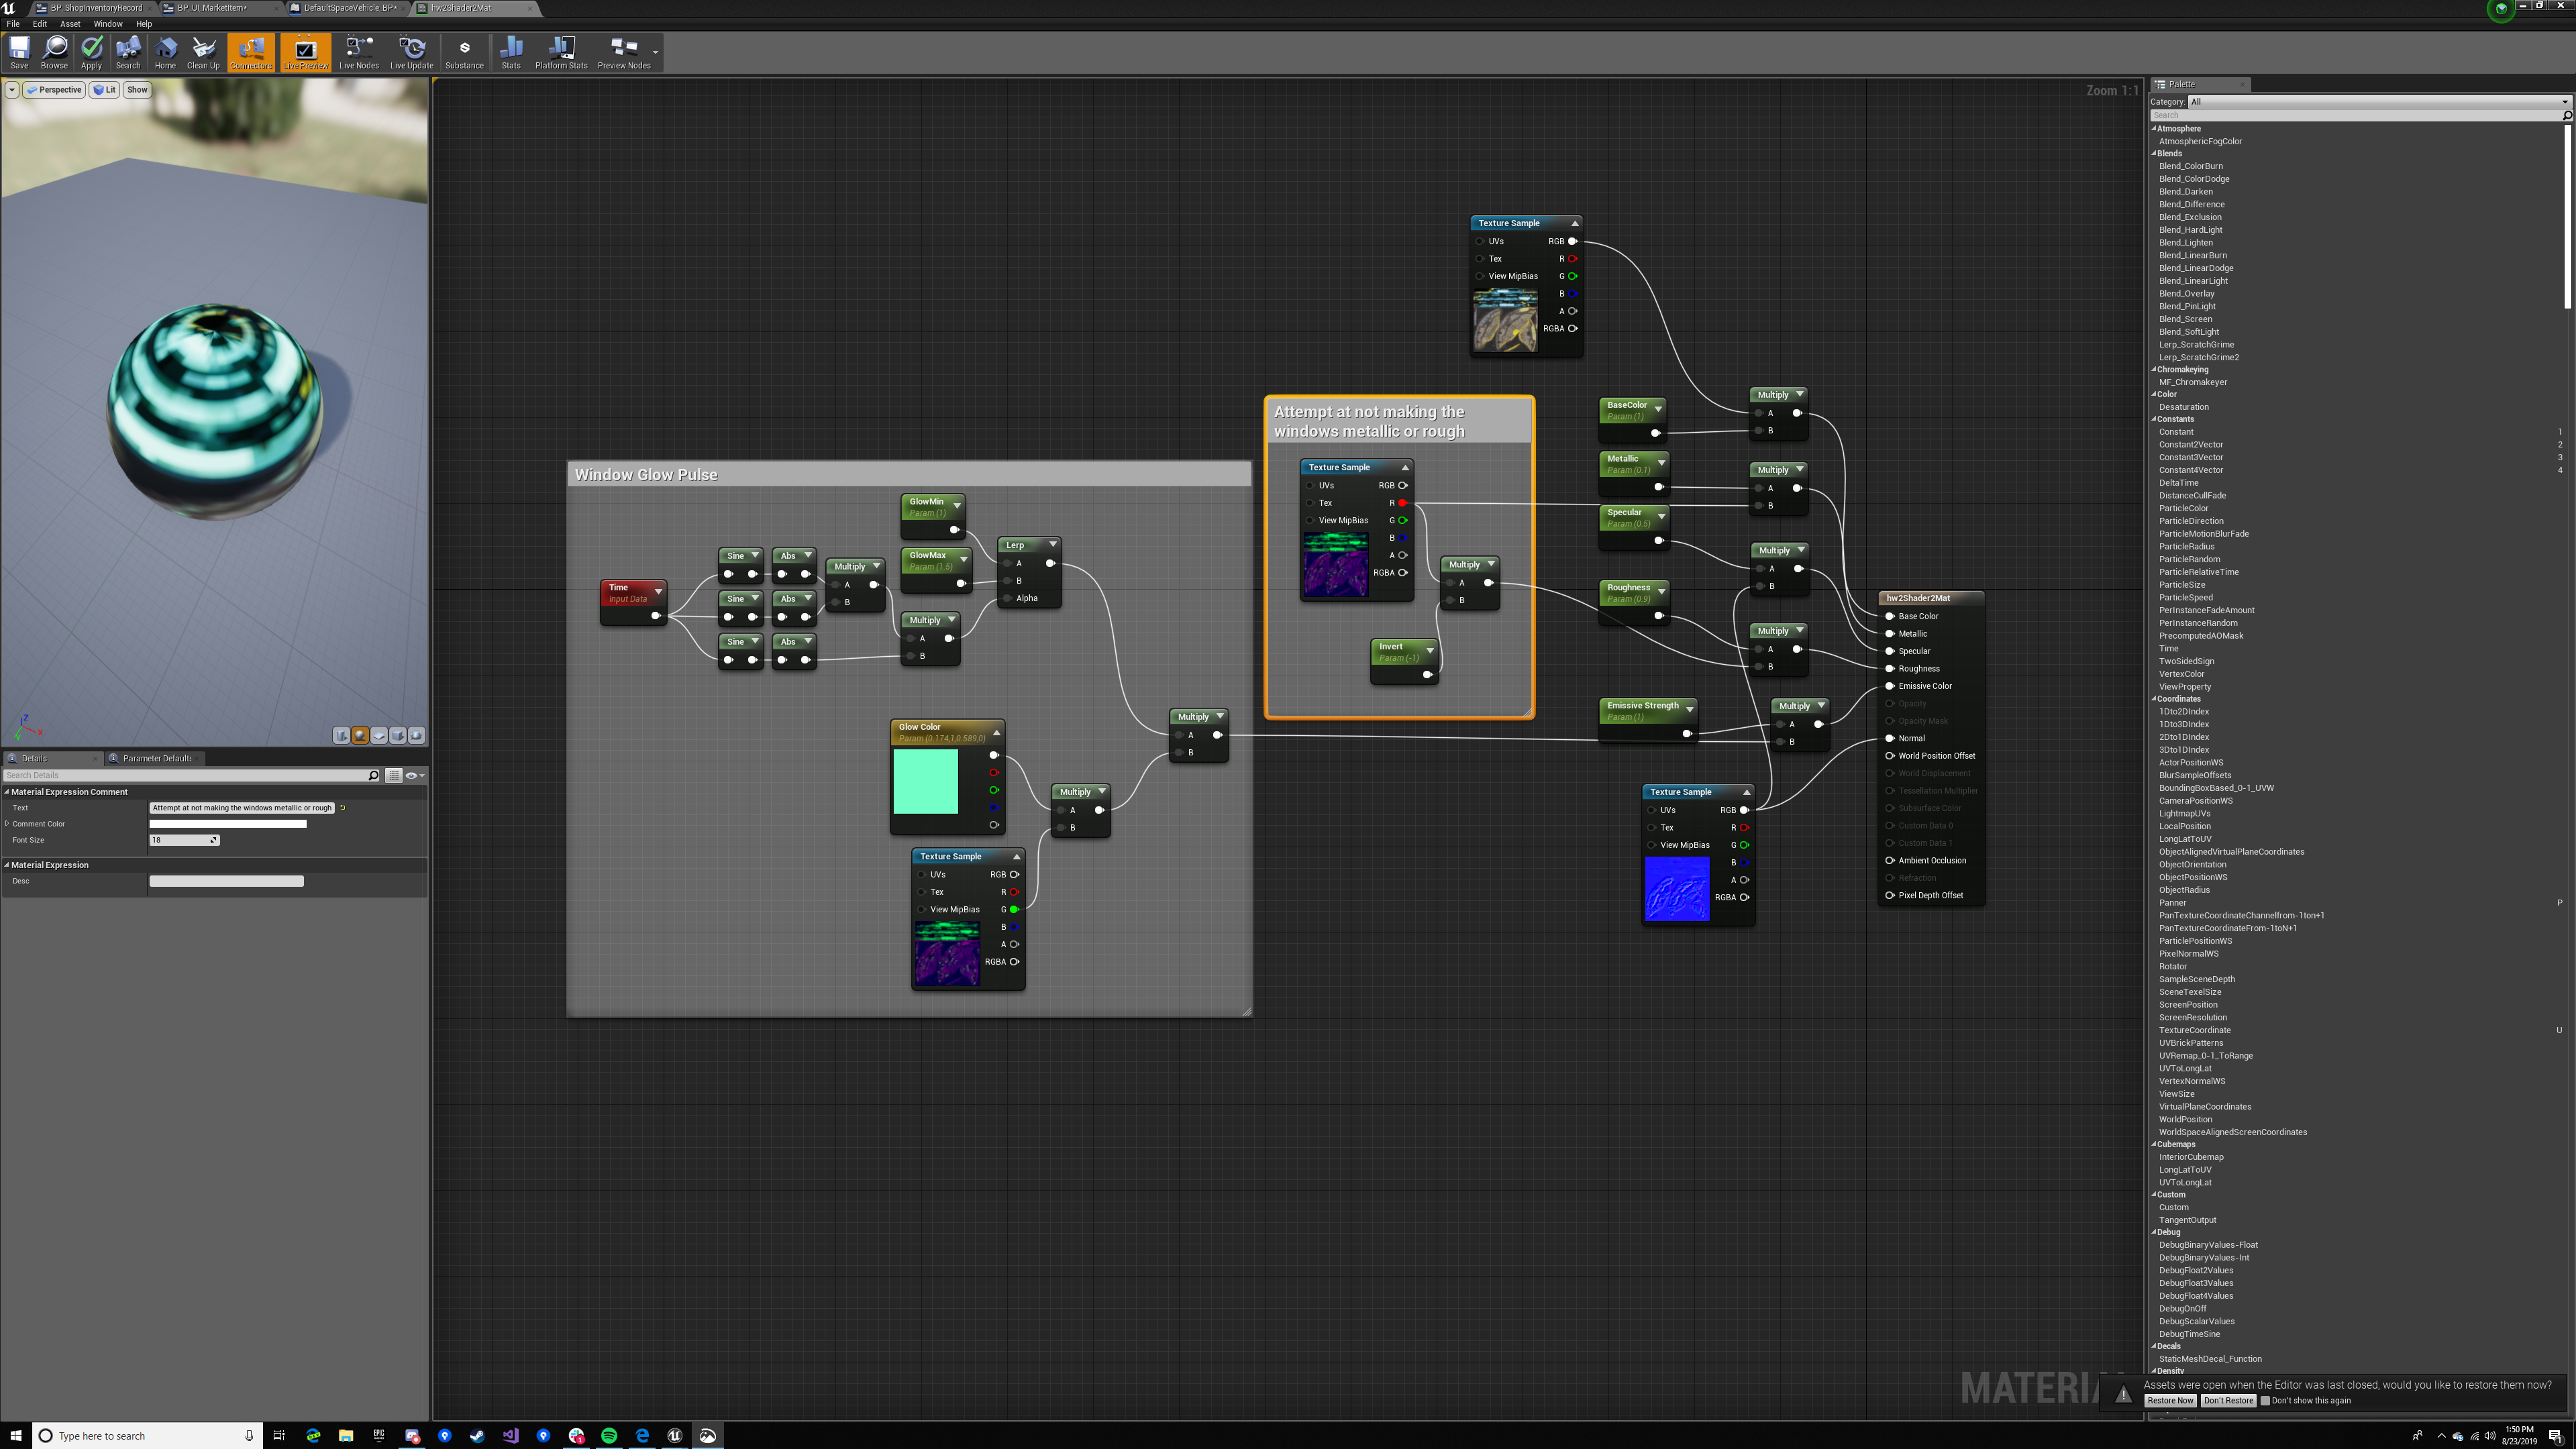 BP_ShopInventoryRecord
BP_UI_MarketItem*
DefaultSpaceVehicle_BP*
hw2Shader2Mat
File Edit Asset Window Help
Save Browse Apply Search Home Clean Up Connectors Live Preview Live Nodes Live Update Substance Stats Platform Stats Preview Nodes
Perspective Lit Show
Z
X
Details
Parameter Default
Search Details
Material Expression Comment
Text Attempt at not making the windows metallic or rough
Comment Color
Font Size 18
Material Expression
Desc
Zoom 1:1
Texture Sample
UVs RGB
Tex R
View MipBias G
B
A
RGBA
Window Glow Pulse
Time
Input Data
Sine Abs
Sine Abs
Sine Abs
Multiply
A
B
Multiply
A
B
GlowMin
Param (1)
GlowMax
Param (1.5)
Lerp
A
B
Alpha
Glow Color
Param (0.174,1,0.589,0)
Texture Sample
UVs RGB
Tex R
View MipBias G
B
A
RGBA
Multiply
A
B
Multiply
A
B
Attempt at not making the
windows metallic or rough
Texture Sample
UVs RGB
Tex R
View MipBias G
B
A
RGBA
Multiply
A
B
Invert
Param (-1)
BaseColor
Param (1)
Metallic
Param (0.1)
Specular
Param (0.5)
Roughness
Param (0.9)
Emissive Strength
Param (1)
Multiply
A
B
Multiply
A
B
Multiply
A
B
Multiply
A
B
Multiply
A
B
Texture Sample
UVs RGB
Tex R
View MipBias G
B
A
RGBA
hw2Shader2Mat
Base Color
Metallic
Specular
Roughness
Emissive Color
Opacity
Opacity Mask
Normal
World Position Offset
World Displacement
Tessellation Multiplier
Subsurface Color
Custom Data 0
Custom Data 1
Ambient Occlusion
Refraction
Pixel Depth Offset
MATERIA
Palette
Category: All
Search
Atmosphere
AtmosphericFogColor
Blends
Blend_ColorBurn
Blend_ColorDodge
Blend_Darken
Blend_Difference
Blend_Exclusion
Blend_HardLight
Blend_Lighten
Blend_LinearBurn
Blend_LinearDodge
Blend_LinearLight
Blend_Overlay
Blend_PinLight
Blend_Screen
Blend_SoftLight
Lerp_ScratchGrime
Lerp_ScratchGrime2
Chromakeying
MF_Chromakeyer
Color
Desaturation
Constants
Constant 1
Constant2Vector 2
Constant3Vector 3
Constant4Vector 4
DeltaTime
DistanceCullFade
ParticleColor
ParticleDirection
ParticleMotionBlurFade
ParticleRadius
ParticleRandom
ParticleRelativeTime
ParticleSize
ParticleSpeed
PerInstanceFadeAmount
PerInstanceRandom
PrecomputedAOMask
Time
TwoSidedSign
VertexColor
ViewProperty
Coordinates
1Dto2DIndex
1Dto3DIndex
2Dto1DIndex
3Dto1DIndex
ActorPositionWS
BlurSampleOffsets
BoundingBoxBased_0-1_UVW
CameraPositionWS
LightmapUVs
LocalPosition
LongLatToUV
ObjectAlignedVirtualPlaneCoordinates
ObjectOrientation
ObjectPositionWS
ObjectRadius
Panner P
PanTextureCoordinateChannelfrom-1ton+1
PanTextureCoordinateFrom-1toN+1
ParticlePositionWS
PixelNormalWS
Rotator
SampleSceneDepth
SceneTexelSize
ScreenPosition
ScreenResolution
TextureCoordinate U
UVBrickPatterns
UVRemap_0-1_ToRange
UVToLongLat
VertexNormalWS
ViewSize
VirtualPlaneCoordinates
WorldPosition
WorldSpaceAlignedScreenCoordinates
Cubemaps
InteriorCubemap
LongLatToUV
UVToLongLat
Custom
Custom
TangentOutput
Debug
DebugBinaryValues-Float
DebugBinaryValues-Int
DebugFloat2Values
DebugFloat3Values
DebugFloat4Values
DebugOnOff
DebugScalarValues
DebugTimeSine
Decals
StaticMeshDecal_Function
Density
Assets were open when the Editor was last closed, would you like to restore them now?
Restore Now Don't Restore Don't show this again
Type here to search
1:50 PM
8/23/2019